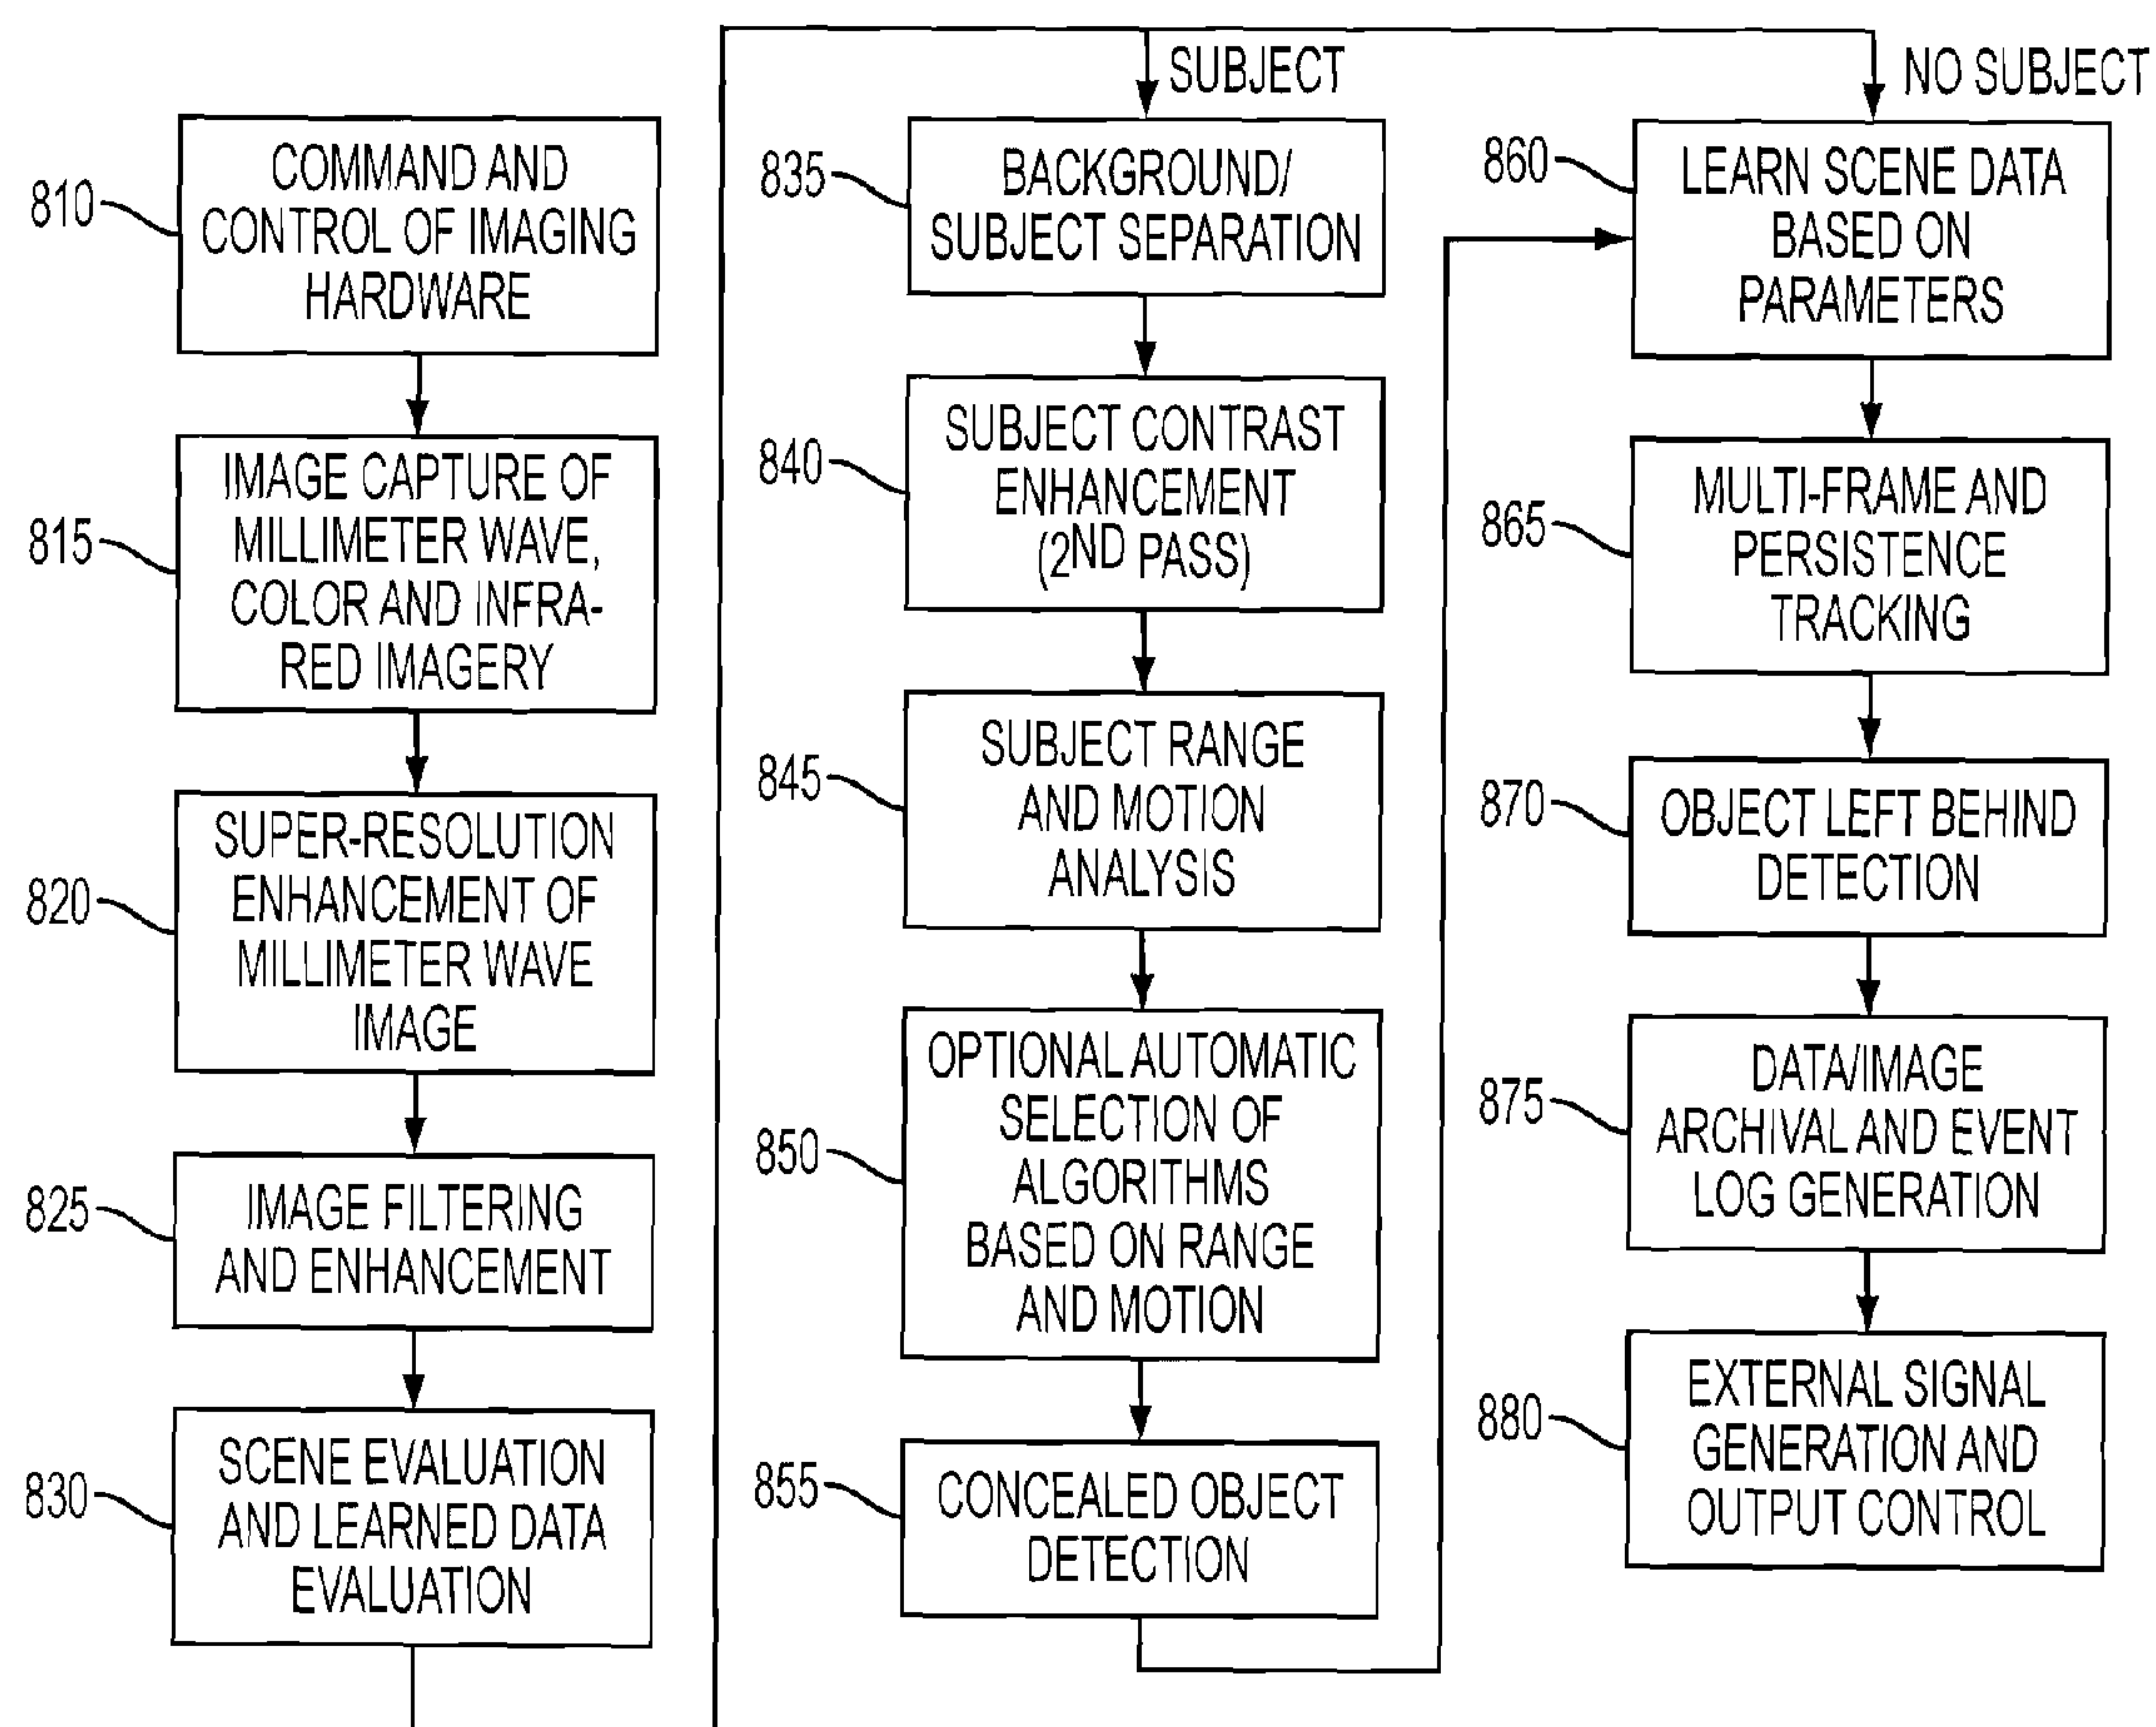 810
COMMAND AND
CONTROL OF IMAGING
HARDWARE
815
IMAGE CAPTURE OF
MILLIMETER WAVE,
COLOR AND INFRA-
RED IMAGERY
820
SUPER-RESOLUTION
ENHANCEMENT OF
MILLIMETER WAVE
IMAGE
825
IMAGE FILTERING
AND ENHANCEMENT
830
SCENE EVALUATION
AND LEARNED DATA
EVALUATION
SUBJECT
835
BACKGROUND/
SUBJECT SEPARATION
840
SUBJECT CONTRAST
ENHANCEMENT
(2ND PASS)
845
SUBJECT RANGE
AND MOTION
ANALYSIS
850
OPTIONAL AUTOMATIC
SELECTION OF
ALGORITHMS
BASED ON RANGE
AND MOTION
855
CONCEALED OBJECT
DETECTION
NO SUBJECT
860
LEARN SCENE DATA
BASED ON
PARAMETERS
865
MULTI-FRAME AND
PERSISTENCE
TRACKING
870
OBJECT LEFT BEHIND
DETECTION
875
DATA/IMAGE
ARCHIVAL AND EVENT
LOG GENERATION
880
EXTERNAL SIGNAL
GENERATION AND
OUTPUT CONTROL